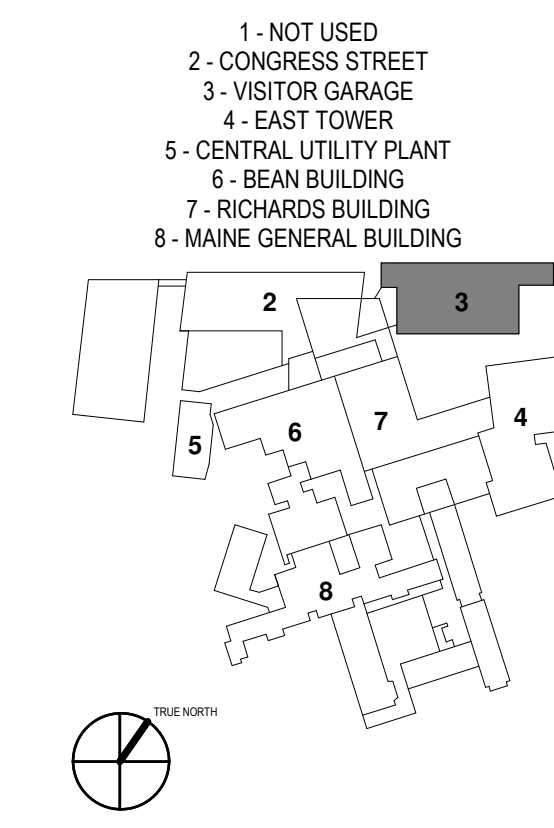 1 - NOT USED
2 - CONGRESS STREET
3 - VISITOR GARAGE
4 - EAST TOWER
5 - CENTRAL UTILITY PLANT
6 - BEAN BUILDING
7 - RICHARDS BUILDING
8 - MAINE GENERAL BUILDING
2
3
7
4
6
5
8
TRUE NORTH